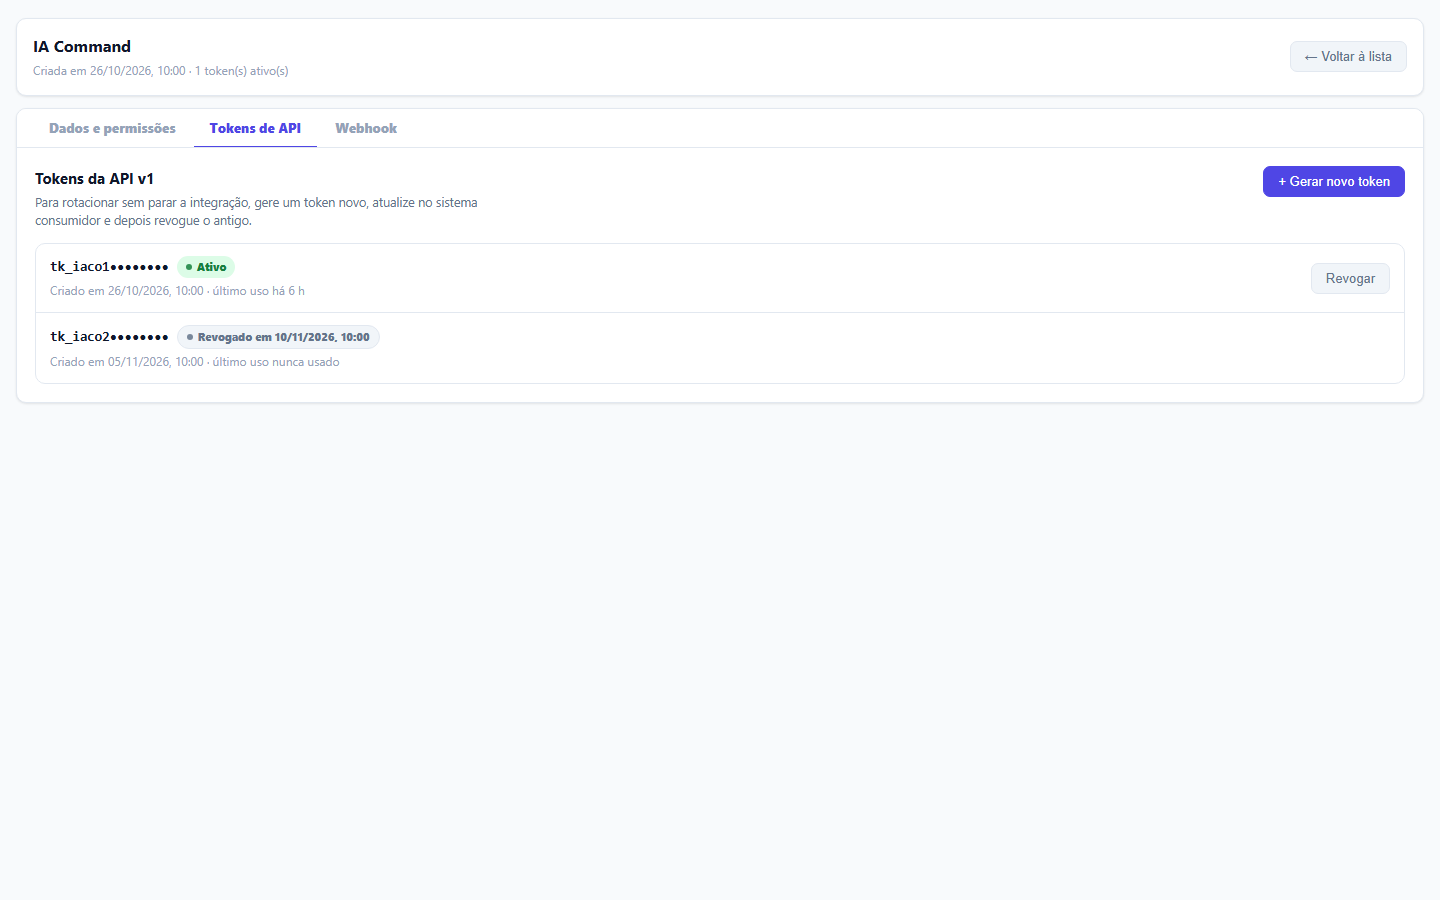 IA Command
Criada em 26/10/2026, 10:00 · 1 token(s) ativo(s)
← Voltar à lista
Dados e permissões
Tokens de API
Webhook
Tokens da API v1
Para rotacionar sem parar a integração, gere um token novo, atualize no sistema
consumidor e depois revogue o antigo.
+ Gerar novo token
tk_iaco1•••••••• Ativo
Criado em 26/10/2026, 10:00 · último uso há 6 h
Revogar
tk_iaco2•••••••• Revogado em 10/11/2026, 10:00
Criado em 05/11/2026, 10:00 · último uso nunca usado